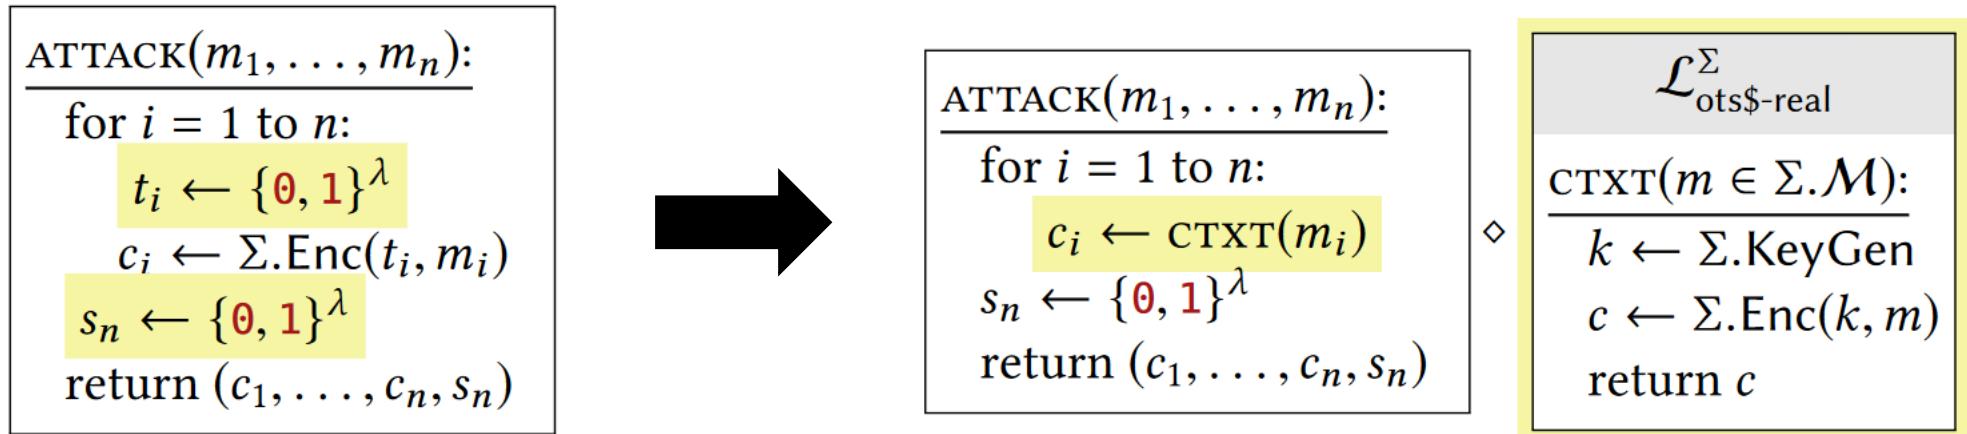 ATTACK(m₁, . . . , mₙ):
for i = 1 to n:
tᵢ ← {0, 1}^λ
cᵢ ← Σ.Enc(tᵢ, mᵢ)
sₙ ← {0, 1}^λ
return (c₁, . . . , cₙ, sₙ)
ATTACK(m₁, . . . , mₙ):
for i = 1 to n:
cᵢ ← CTXT(mᵢ)
sₙ ← {0, 1}^λ
return (c₁, . . . , cₙ, sₙ)
⋄
ℒ^Σ_ots$-real
CTXT(m ∈ Σ.ℳ):
k ← Σ.KeyGen
c ← Σ.Enc(k, m)
return c